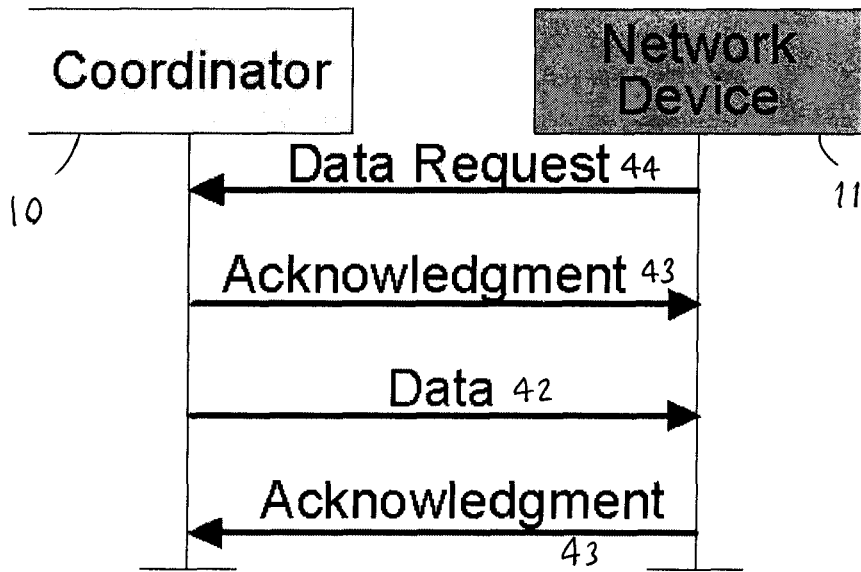 Coordinator
Network
Device
10
11
Data Request 44
Acknowledgment 43
Data 42
Acknowledgment
43